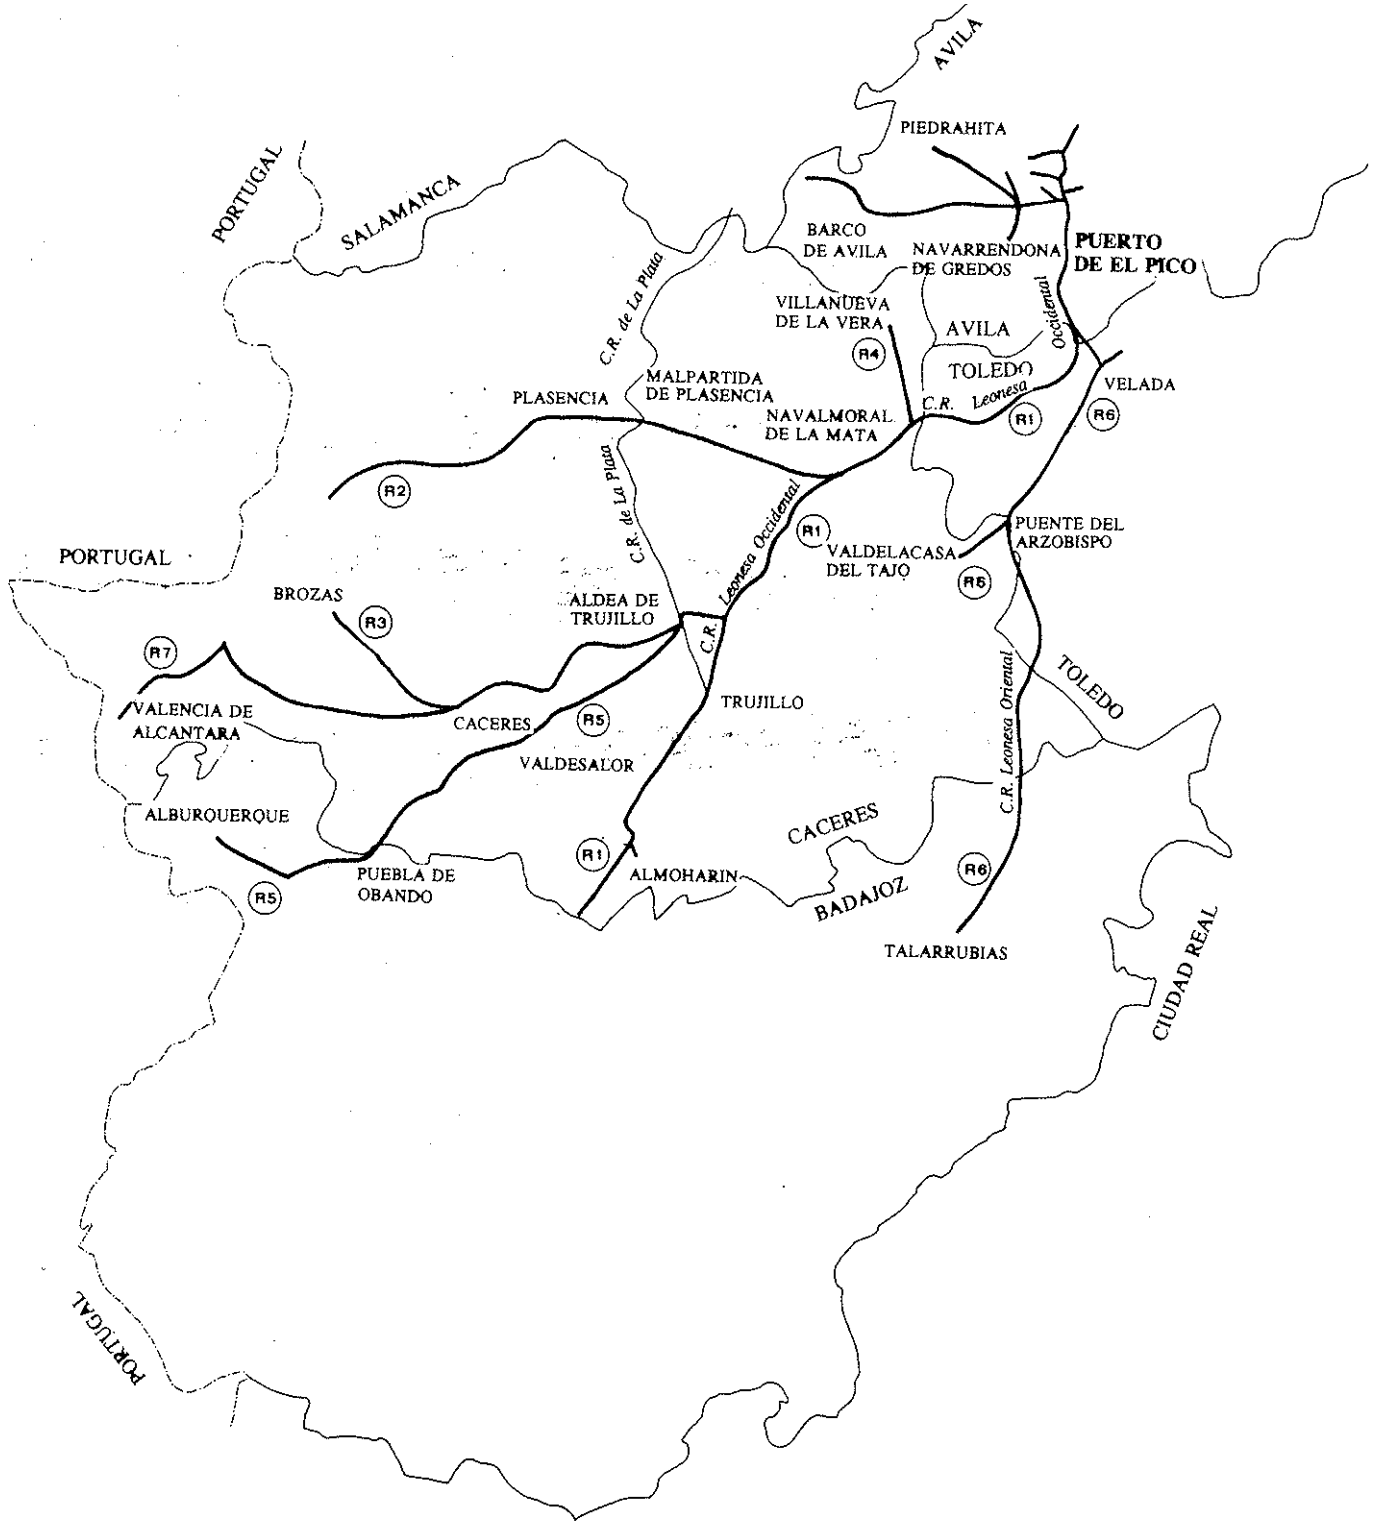 AVILA
PIEDRAHITA
PORTUGAL
SALAMANCA
BARCO
DE AVILA
NAVARRENDONA
DE GREDOS
PUERTO
DE EL PICO
C.R. de La Plata
VILLANUEVA
DE LA VERA
Occidental
AVILA
R4
TOLEDO
MALPARTIDA
DE PLASENCIA
VELADA
PLASENCIA
C.R. Leonesa
R1
R6
NAVALMORAL
DE LA MATA
C.R. de La Plata
R2
C.R. Leonesa Occidental
R1
PUENTE DEL
ARZOBISPO
PORTUGAL
VALDELACASA
DEL TAJO
R6
BROZAS
R3
ALDEA DE
TRUJILLO
R7
TOLEDO
C.R. Leonesa Oriental
TRUJILLO
VALENCIA DE
ALCANTARA
CACERES
R5
VALDESALOR
ALBURQUERQUE
CACERES
R1
PUEBLA DE
OBANDO
ALMOHARIN
R6
R5
BADAJOZ
TALARRUBIAS
CIUDAD REAL
PORTUGAL